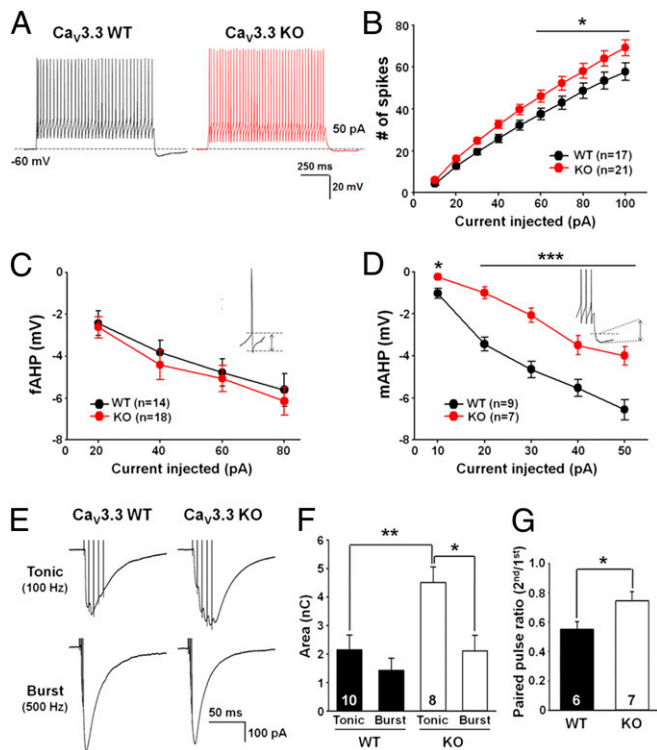 A
Caᵥ3.3 WT
Caᵥ3.3 KO
50 pA
-60 mV
250 ms
20 mV
B
*
# of spikes
80
60
40
20
0
WT (n=17)
KO (n=21)
0 20 40 60 80 100
Current injected (pA)
C
fAHP (mV)
0
-2
-4
-6
-8
WT (n=14)
KO (n=18)
0 20 40 60 80
Current injected (pA)
D
*
***
mAHP (mV)
0
-2
-4
-6
-8
WT (n=9)
KO (n=7)
0 10 20 30 40 50
Current injected (pA)
E
Caᵥ3.3 WT
Caᵥ3.3 KO
Tonic
(100 Hz)
Burst
(500 Hz)
50 ms
100 pA
F
**
*
Area (nC)
6
5
4
3
2
1
0
10
8
Tonic Burst Tonic Burst
WT KO
G
*
Paired pulse ratio (2ⁿᵈ/1ˢᵗ)
1.0
0.8
0.6
0.4
0.2
0
6
7
WT KO